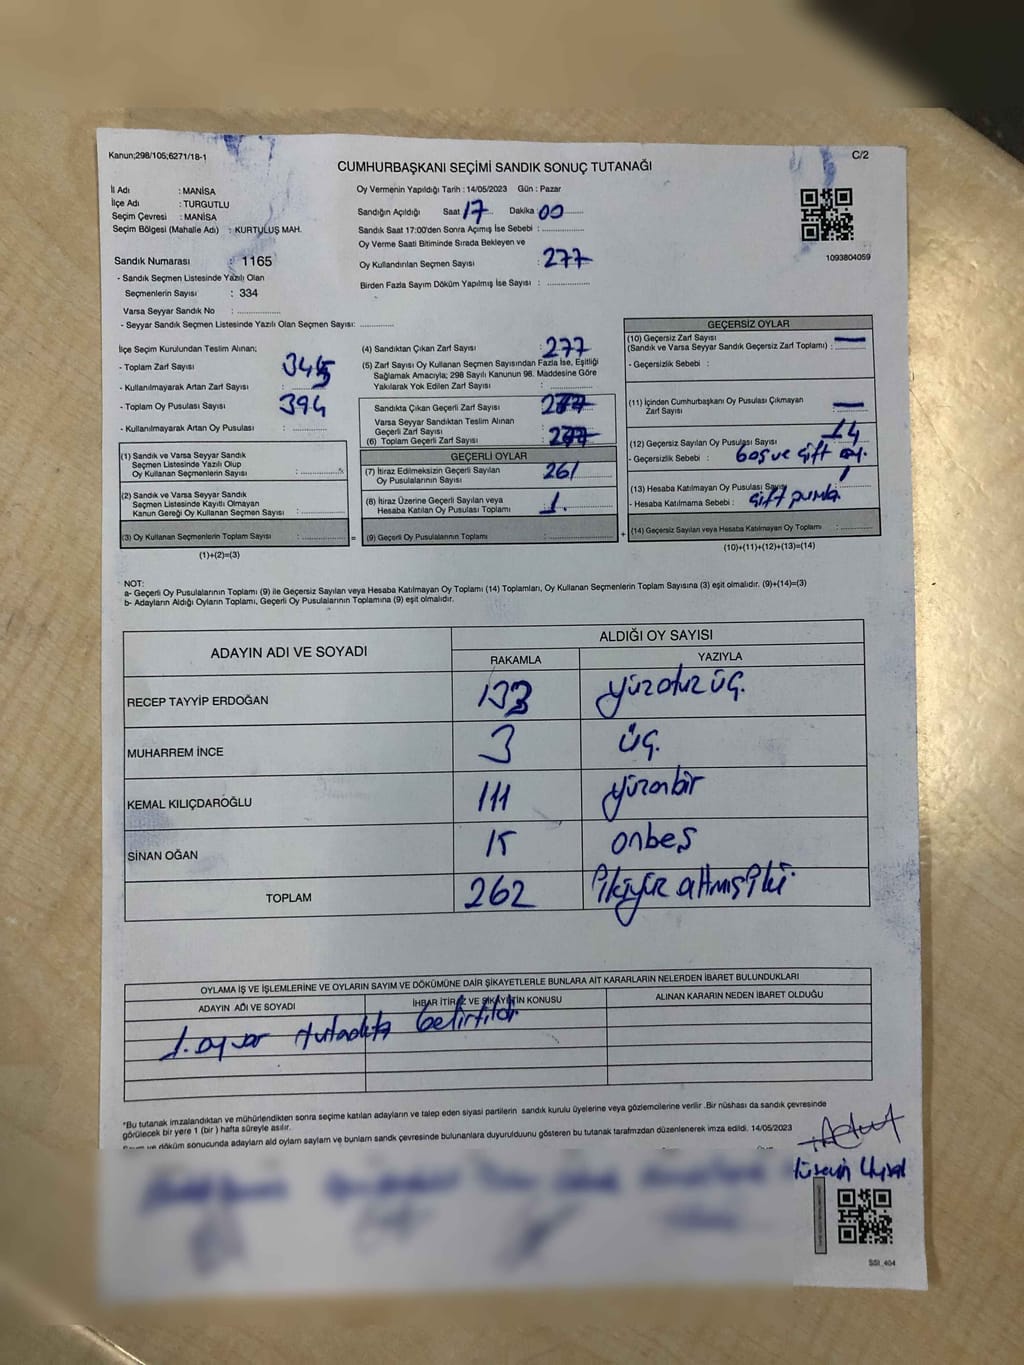 Kanun;298/105;6271/18-1
C/2
CUMHURBAŞKANI SEÇİMİ SANDIK SONUÇ TUTANAĞI
İl Adı : MANİSA
İlçe Adı : TURGUTLU
Seçim Çevresi : MANİSA
Seçim Bölgesi (Mahalle Adı) : KURTULUŞ MAH.
Sandık Numarası : 1165
- Sandık Seçmen Listesinde Yazılı Olan
Seçmenlerin Sayısı : 334
Varsa Seyyar Sandık No : ..............
- Seyyar Sandık Seçmen Listesinde Yazılı Olan Seçmen Sayısı: ..............
Oy Vermenin Yapıldığı Tarih : 14/05/2023 Gün : Pazar
Sandığın Açıldığı Saat 17 Dakika 00
Sandık Saat 17:00'den Sonra Açımış İse Sebebi : ..............
Oy Verme Saati Bitiminde Sırada Bekleyen ve
Oy Kullandırılan Seçmen Sayısı : 277
Birden Fazla Sayım Döküm Yapılmış İse Sayısı : ..............
1093804059
İlçe Seçim Kurulundan Teslim Alınan;
- Toplam Zarf Sayısı 345
- Kullanılmayarak Artan Zarf Sayısı : ..............
- Toplam Oy Pusulası Sayısı 394
- Kullanılmayarak Artan Oy Pusulası : ..............
(1) Sandık ve Varsa Seyyar Sandık
Seçmen Listesinde Yazılı Olup
Oy Kullanan Seçmenlerin Sayısı : ..............
(2) Sandık ve Varsa Seyyar Sandık
Seçmen Listesinde Kayıtlı Olmayan
Kanun Gereği Oy Kullanan Seçmen Sayısı : ..............
(3) Oy Kullanan Seçmenlerin Toplam Sayısı : .............. =
(1)+(2)=(3)
(4) Sandıktan Çıkan Zarf Sayısı : 277
(5) Zarf Sayısı Oy Kullanan Seçmen Sayısından Fazla İse, Eşitliği
Sağlamak Amacıyla; 298 Sayılı Kanunun 98. Maddesine Göre
Yakılarak Yok Edilen Zarf Sayısı : ..............
Sandıkta Çıkan Geçerli Zarf Sayısı 277
Varsa Seyyar Sandıktan Teslim Alınan
Geçerli Zarf Sayısı
(6) Toplam Geçerli Zarf Sayısı : 277
GEÇERLİ OYLAR
(7) İtiraz Edilmeksizin Geçerli Sayılan
Oy Pusulalarının Sayısı : 261
(8) İtiraz Üzerine Geçerli Sayılan veya
Hesaba Katılan Oy Pusulası Toplamı : 1.
(9) Geçerli Oy Pusulalarının Toplamı : .............. +
GEÇERSİZ OYLAR
(10) Geçersiz Zarf Sayısı
(Sandık ve Varsa Seyyar Sandık Geçersiz Zarf Toplamı) : —
- Geçersizlik Sebebi :
(11) İçinden Cumhurbaşkanı Oy Pusulası Çıkmayan
Zarf Sayısı : —
(12) Geçersiz Sayılan Oy Pusulası Sayısı 14
- Geçersizlik Sebebi : boş ve çift oy.
(13) Hesaba Katılmayan Oy Pusulası Sayısı 1
- Hesaba Katılmama Sebebi : çift pusula
(14) Geçersiz Sayılan veya Hesaba Katılmayan Oy Toplamı : ..............
(10)+(11)+(12)+(13)=(14)
NOT:
a- Geçerli Oy Pusulalarının Toplamı (9) ile Geçersiz Sayılan veya Hesaba Katılmayan Oy Toplamı (14) Toplamları, Oy Kullanan Seçmenlerin Toplam Sayısına (3) eşit olmalıdır. (9)+(14)=(3)
b- Adayların Aldığı Oyların Toplamı, Geçerli Oy Pusulalarının Toplamına (9) eşit olmalıdır.
ADAYIN ADI VE SOYADI
ALDIĞI OY SAYISI
RAKAMLA YAZIYLA
RECEP TAYYİP ERDOĞAN 133 yüzotuzüç.
MUHARREM İNCE 3 üç.
KEMAL KILIÇDAROĞLU 111 yüzonbir
SİNAN OĞAN 15 onbeş
TOPLAM 262 ikiyüz altmışiki
OYLAMA İŞ VE İŞLEMLERİNE VE OYLARIN SAYIM VE DÖKÜMÜNE DAİR ŞİKAYETLERLE BUNLARA AİT KARARLARIN NELERDEN İBARET BULUNDUKLARI
ADAYIN ADI VE SOYADI İHBAR İTİRAZ VE ŞİKAYETİN KONUSU ALINAN KARARIN NEDEN İBARET OLDUĞU
1. oy var tutanakta belirtildi
*Bu tutanak imzalandıktan ve mühürlendikten sonra seçime katılan adayların ve talep eden siyasi partilerin sandık kurulu üyelerine veya gözlemcilerine verilir .Bir nüshası da sandık çevresinde
görülecek bir yere 1 (bir ) hafta süreyle asılır.
ve döküm sonucunda adayların ald oyların sayların ve bunların sandk çevresinde bulunanlara duyurulduunu gösteren bu tutanak tarafmzdan düzenlenerek imza edildi. 14/05/2023
Hüseyin Uysal
SSI_404